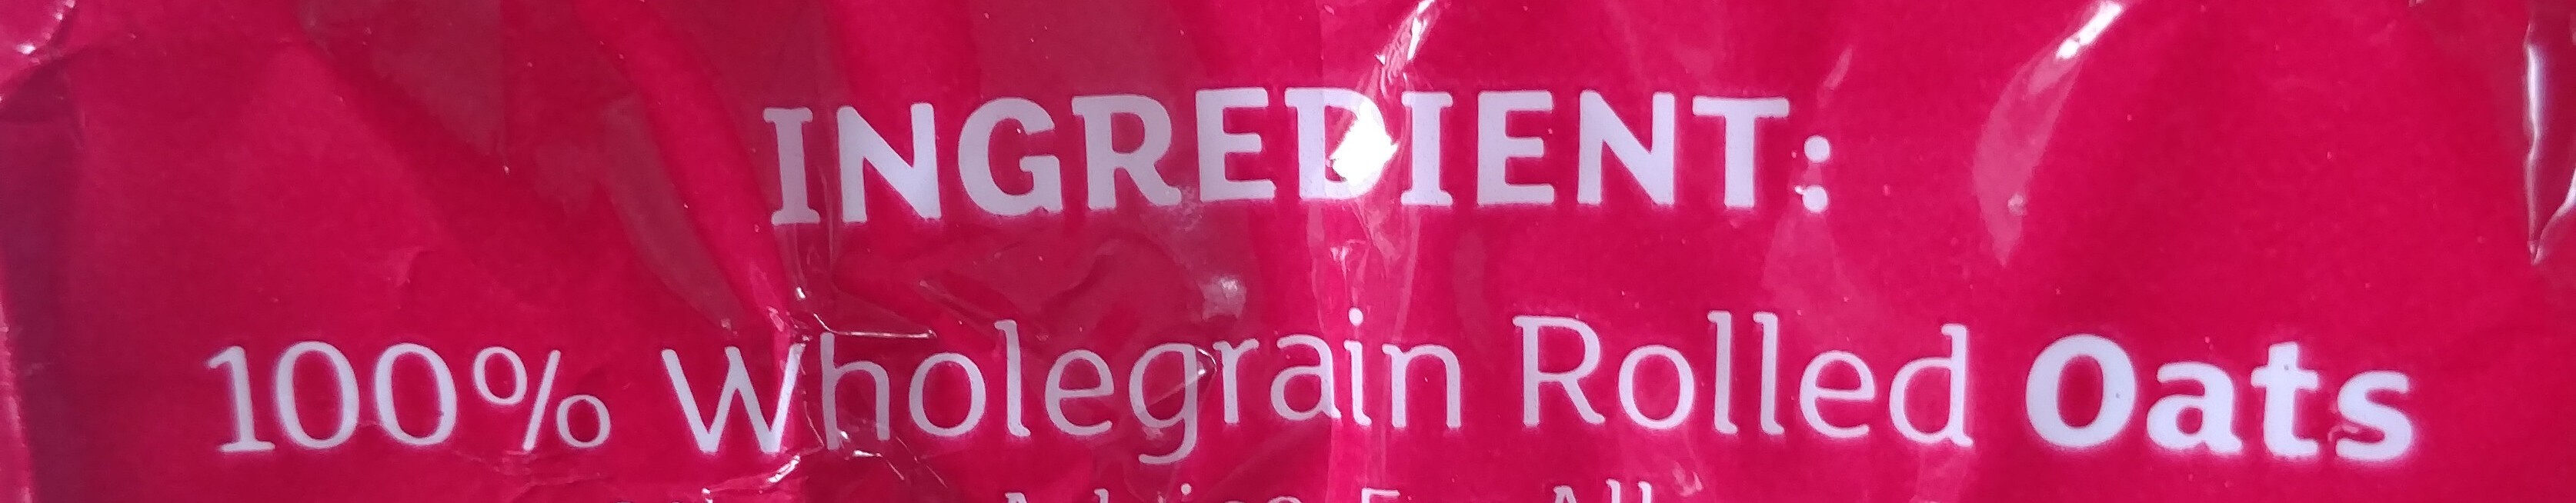 INGREDIENT:
100% Wholegrain Rolled Oats